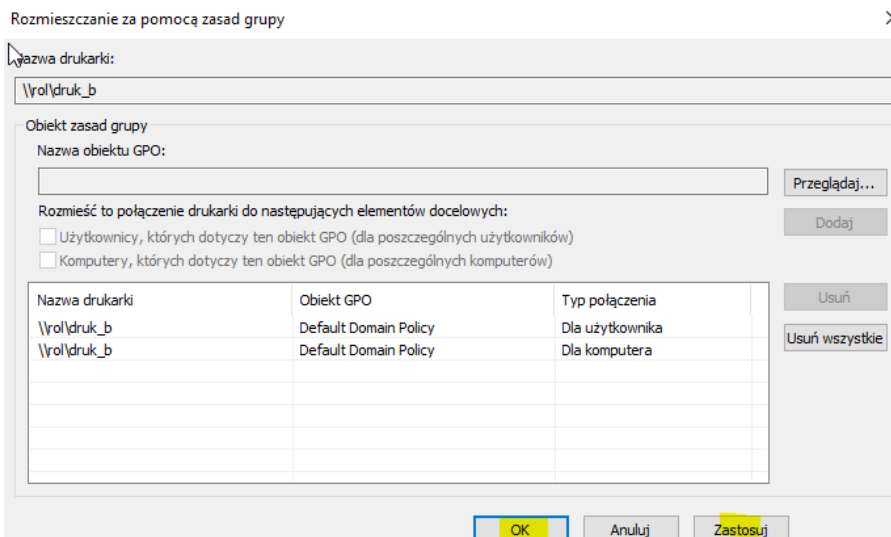 Rozmieszczanie za pomocą zasad grupy
Nazwa drukarki:
\\rol\druk_b
Obiekt zasad grupy
Nazwa obiektu GPO:
Przeglądaj...
Rozmieść to połączenie drukarki do następujących elementów docelowych:
Dodaj
Użytkownicy, których dotyczy ten obiekt GPO (dla poszczególnych użytkowników)
Komputery, których dotyczy ten obiekt GPO (dla poszczególnych komputerów)
Nazwa drukarki Obiekt GPO Typ połączenia
Usuń
\\rol\druk_b Default Domain Policy Dla użytkownika
Usuń wszystkie
\\rol\druk_b Default Domain Policy Dla komputera
OK Anuluj Zastosuj